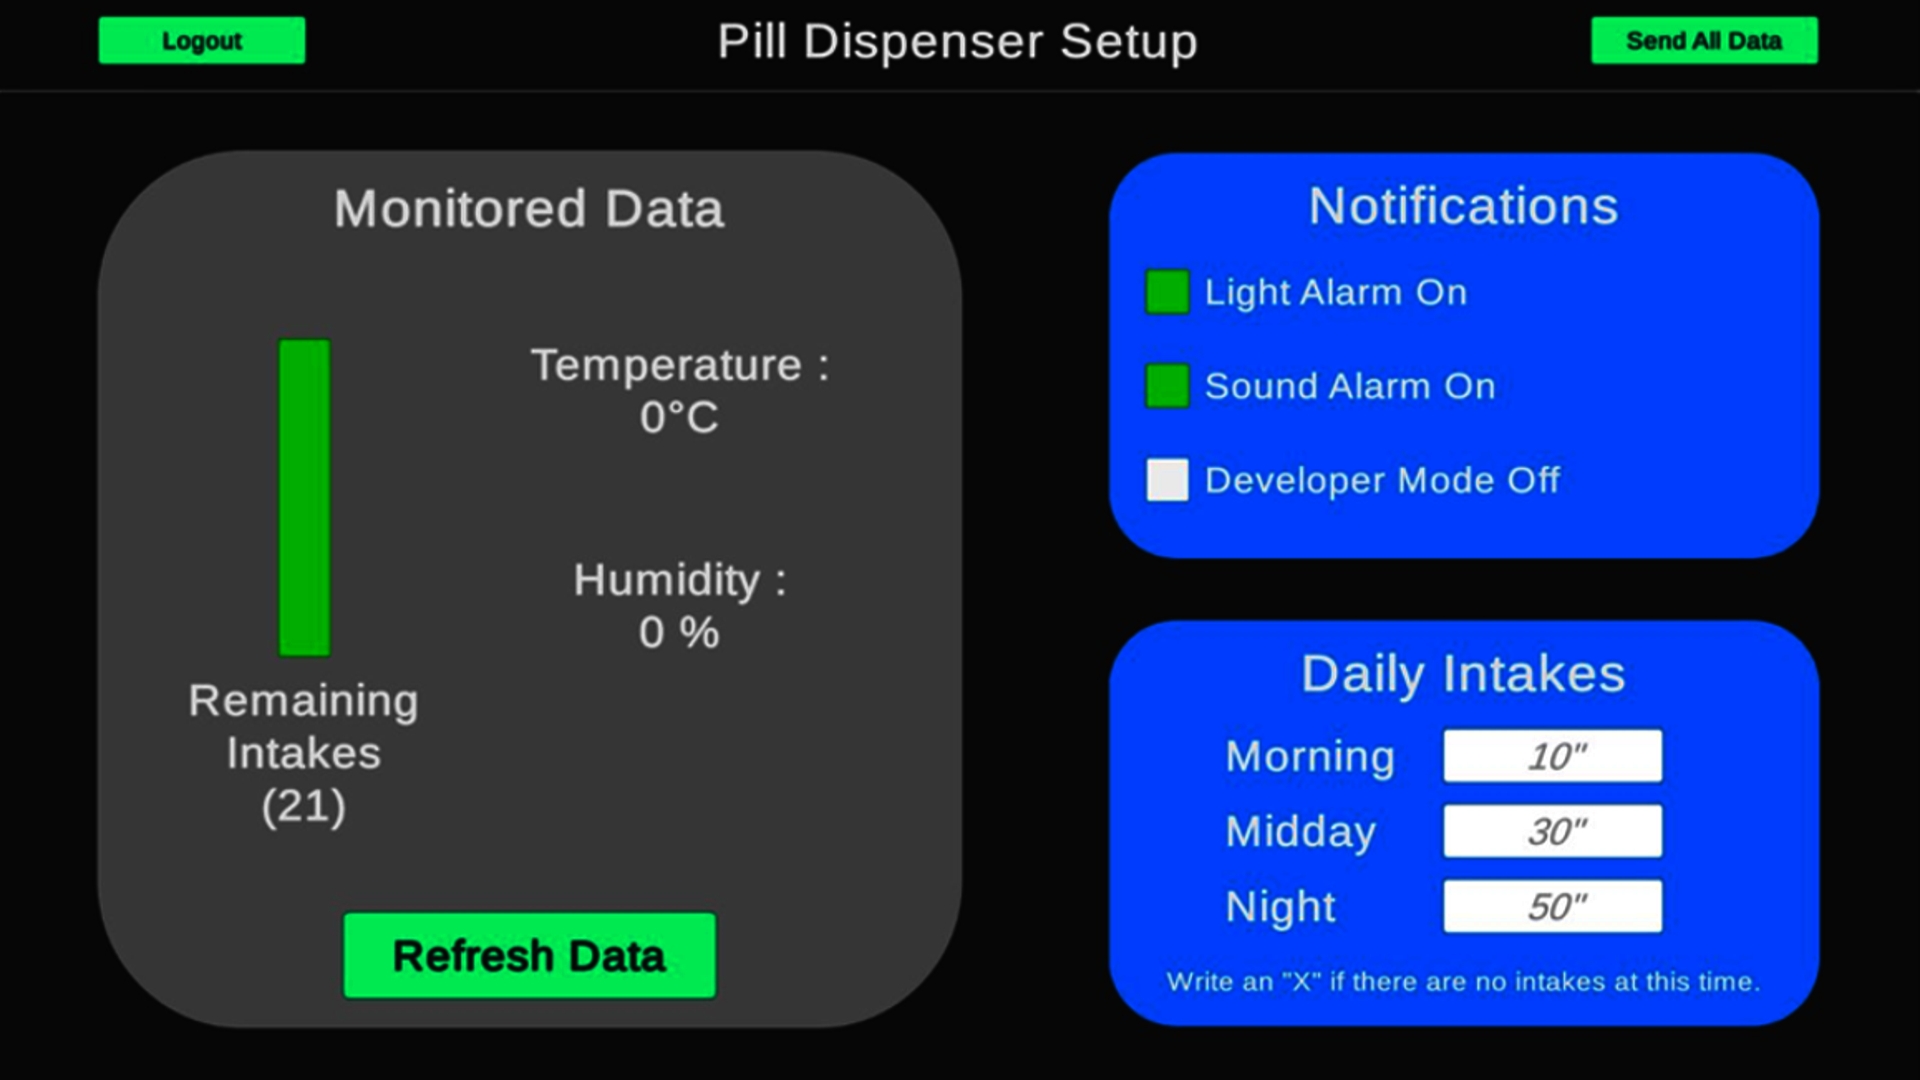 Logout
Pill Dispenser Setup
Send All Data
Monitored Data
Temperature :
0°C
Humidity :
0 %
Remaining
Intakes
(21)
Refresh Data
Notifications
Light Alarm On
Sound Alarm On
Developer Mode Off
Daily Intakes
Morning 10"
Midday 30"
Night 50"
Write an "X" if there are no intakes at this time.